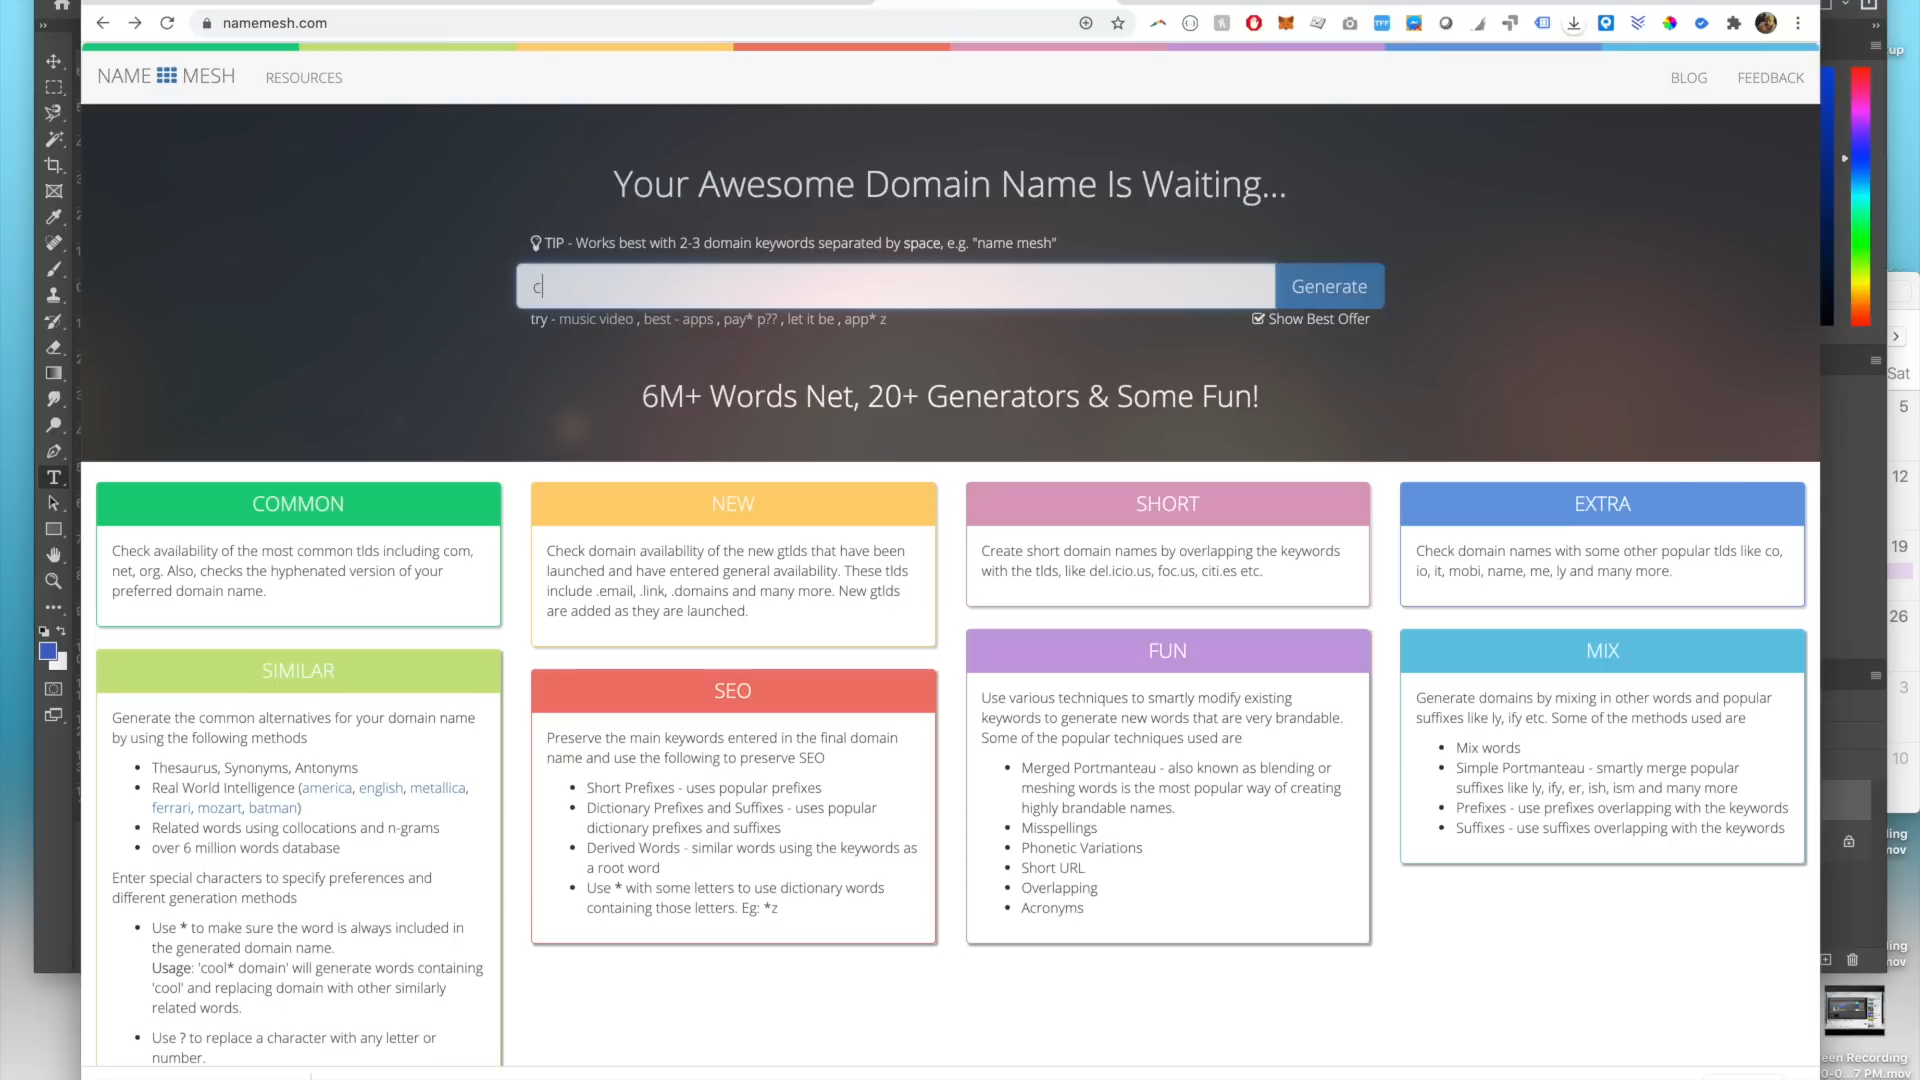 namemesh.com
NAME MESH
RESOURCES
BLOG
FEEDBACK
Your Awesome Domain Name Is Waiting...
TIP - Works best with 2-3 domain keywords separated by space, e.g. "name mesh"
c
Generate
try - music video , best - apps , pay* p?? , let it be , app* z
Show Best Offer
6M+ Words Net, 20+ Generators & Some Fun!
COMMON
Check availability of the most common tlds including com,
net, org. Also, checks the hyphenated version of your
preferred domain name.
SIMILAR
Generate the common alternatives for your domain name
by using the following methods
Thesaurus, Synonyms, Antonyms
Real World Intelligence (america, english, metallica,
ferrari, mozart, batman)
Related words using collocations and n-grams
over 6 million words database
Enter special characters to specify preferences and
different generation methods
Use * to make sure the word is always included in
the generated domain name.
Usage: 'cool* domain' will generate words containing
'cool' and replacing domain with other similarly
related words.
Use ? to replace a character with any letter or
number.
NEW
Check domain availability of the new gtlds that have been
launched and have entered general availability. These tlds
include .email, .link, .domains and many more. New gtlds
are added as they are launched.
SEO
Preserve the main keywords entered in the final domain
name and use the following to preserve SEO
Short Prefixes - uses popular prefixes
Dictionary Prefixes and Suffixes - uses popular
dictionary prefixes and suffixes
Derived Words - similar words using the keywords as
a root word
Use * with some letters to use dictionary words
containing those letters. Eg: *z
SHORT
Create short domain names by overlapping the keywords
with the tlds, like del.icio.us, foc.us, citi.es etc.
FUN
Use various techniques to smartly modify existing
keywords to generate new words that are very brandable.
Some of the popular techniques used are
Merged Portmanteau - also known as blending or
meshing words is the most popular way of creating
highly brandable names.
Misspellings
Phonetic Variations
Short URL
Overlapping
Acronyms
EXTRA
Check domain names with some other popular tlds like co,
io, it, mobi, name, me, ly and many more.
MIX
Generate domains by mixing in other words and popular
suffixes like ly, ify etc. Some of the methods used are
Mix words
Simple Portmanteau - smartly merge popular
suffixes like ly, ify, er, ish, ism and many more
Prefixes - use prefixes overlapping with the keywords
Suffixes - use suffixes overlapping with the keywords
up
Sat
5
12
19
26
3
10
ding
mov
ding
mov
een Recording
0-0...7 PM.mov